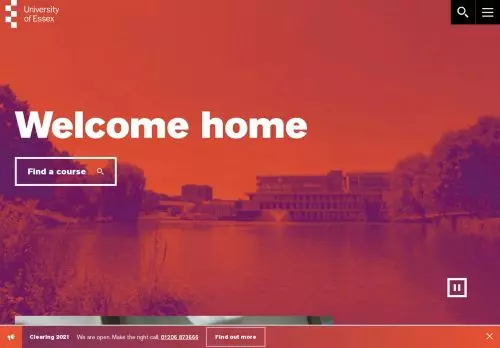 University
of Essex
Welcome home
Find a course
Clearing 2021 We are open. Make the right call, 01206 873666 Find out more